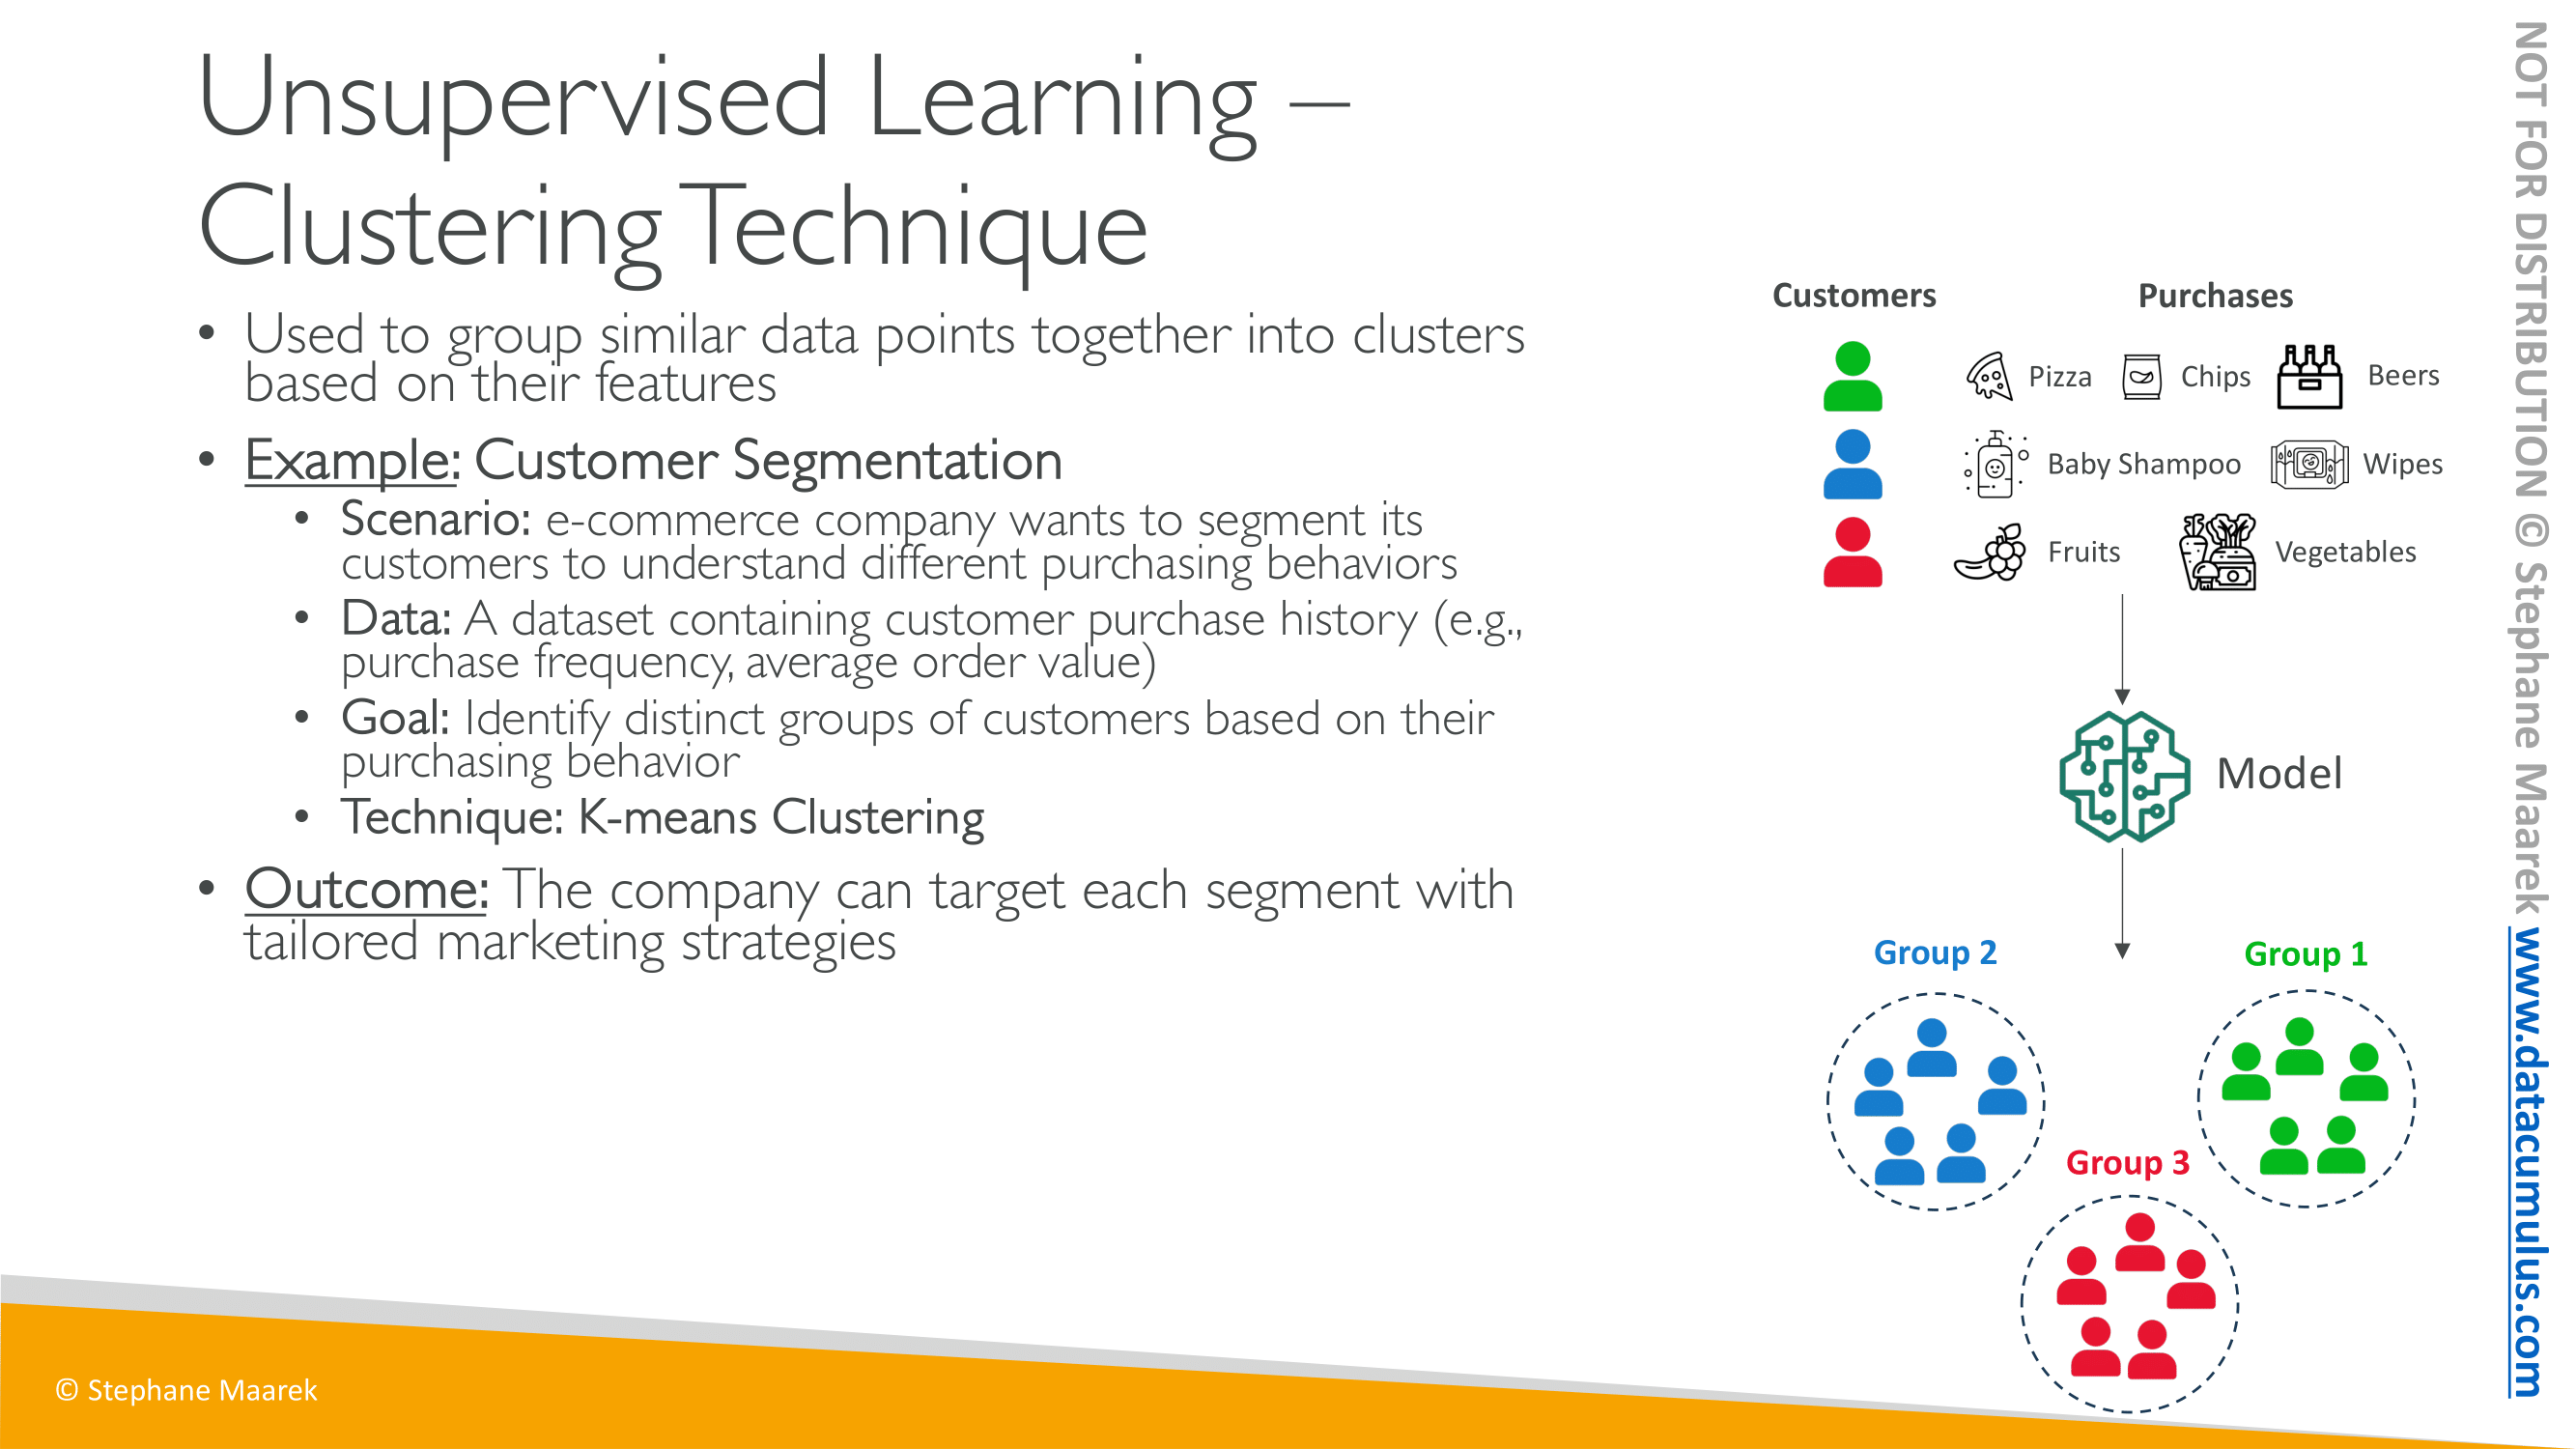 Unsupervised Learning –
Clustering Technique
• Used to group similar data points together into clusters
based on their features
• Example: Customer Segmentation
• Scenario: e-commerce company wants to segment its
customers to understand different purchasing behaviors
• Data: A dataset containing customer purchase history (e.g.,
purchase frequency, average order value)
• Goal: Identify distinct groups of customers based on their
purchasing behavior
• Technique: K-means Clustering
• Outcome: The company can target each segment with
tailored marketing strategies
Customers Purchases
Pizza Chips Beers
Baby Shampoo Wipes
Fruits Vegetables
Model
Group 2 Group 1
Group 3
© Stephane Maarek
NOT FOR DISTRIBUTION © Stephane Maarek www.datacumulus.com